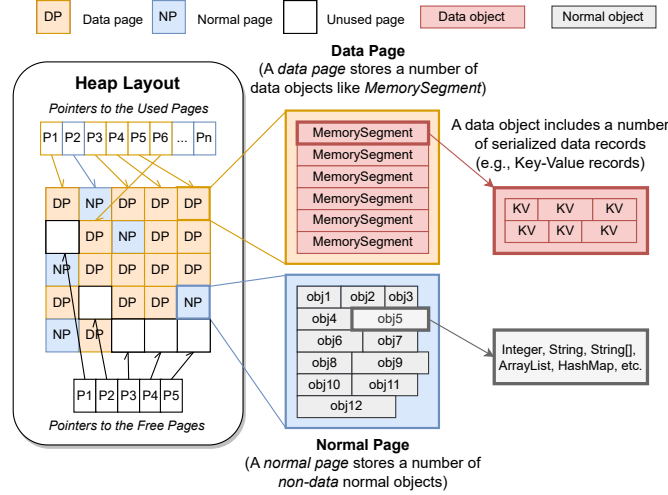 DP Data page NP Normal page Unused page Data object Normal object
Data Page
(A data page stores a number of
data objects like MemorySegment)
Heap Layout
Pointers to the Used Pages
P1 P2 P3 P4 P5 P6 ... Pn
DP NP DP DP DP
DP NP DP DP
NP DP DP DP DP
DP DP DP NP
NP DP
P1 P2 P3 P4 P5
Pointers to the Free Pages
MemorySegment
MemorySegment
MemorySegment
MemorySegment
MemorySegment
MemorySegment
A data object includes a number
of serialized data records
(e.g., Key-Value records)
KV KV KV
KV KV KV
obj1 obj2 obj3
obj4 obj5
obj6 obj7
obj8 obj9
obj10 obj11
obj12
Integer, String, String[],
ArrayList, HashMap, etc.
Normal Page
(A normal page stores a number of
non-data normal objects)